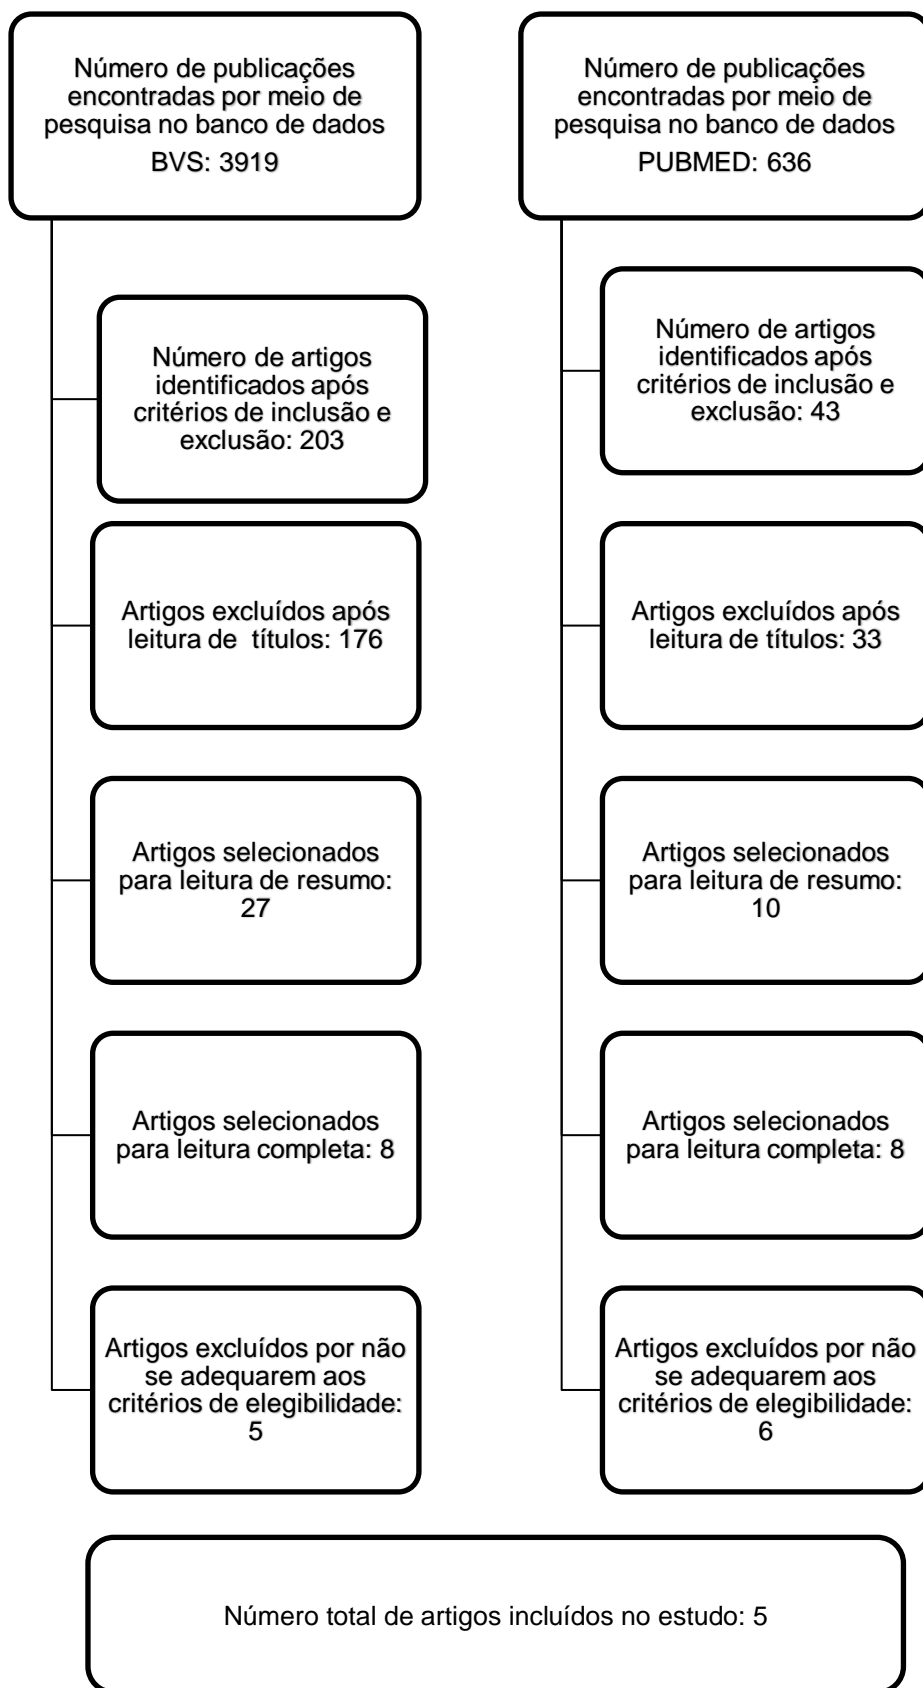 Número de publicações
encontradas por meio de
pesquisa no banco de dados
BVS: 3919
Número de artigos
identificados após
critérios de inclusão e
exclusão: 203
Artigos excluídos após
leitura de títulos: 176
Artigos selecionados
para leitura de resumo:
27
Artigos selecionados
para leitura completa: 8
Artigos excluídos por não
se adequarem aos
critérios de elegibilidade:
5
Número de publicações
encontradas por meio de
pesquisa no banco de dados
PUBMED: 636
Número de artigos
identificados após
critérios de inclusão e
exclusão: 43
Artigos excluídos após
leitura de títulos: 33
Artigos selecionados
para leitura de resumo:
10
Artigos selecionados
para leitura completa: 8
Artigos excluídos por não
se adequarem aos
critérios de elegibilidade:
6
Número total de artigos incluídos no estudo: 5